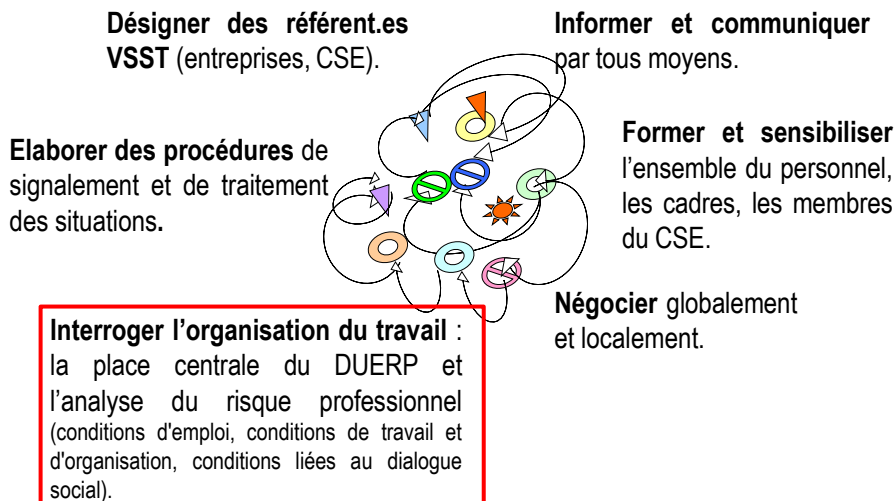 Désigner des référent.es
VSST (entreprises, CSE).
Informer et communiquer
par tous moyens.
Elaborer des procédures de
signalement et de traitement
des situations.
Former et sensibiliser
l'ensemble du personnel,
les cadres, les membres
du CSE.
Négocier globalement
et localement.
Interroger l'organisation du travail :
la place centrale du DUERP et
l'analyse du risque professionnel
(conditions d'emploi, conditions de travail et
d'organisation, conditions liées au dialogue
social).